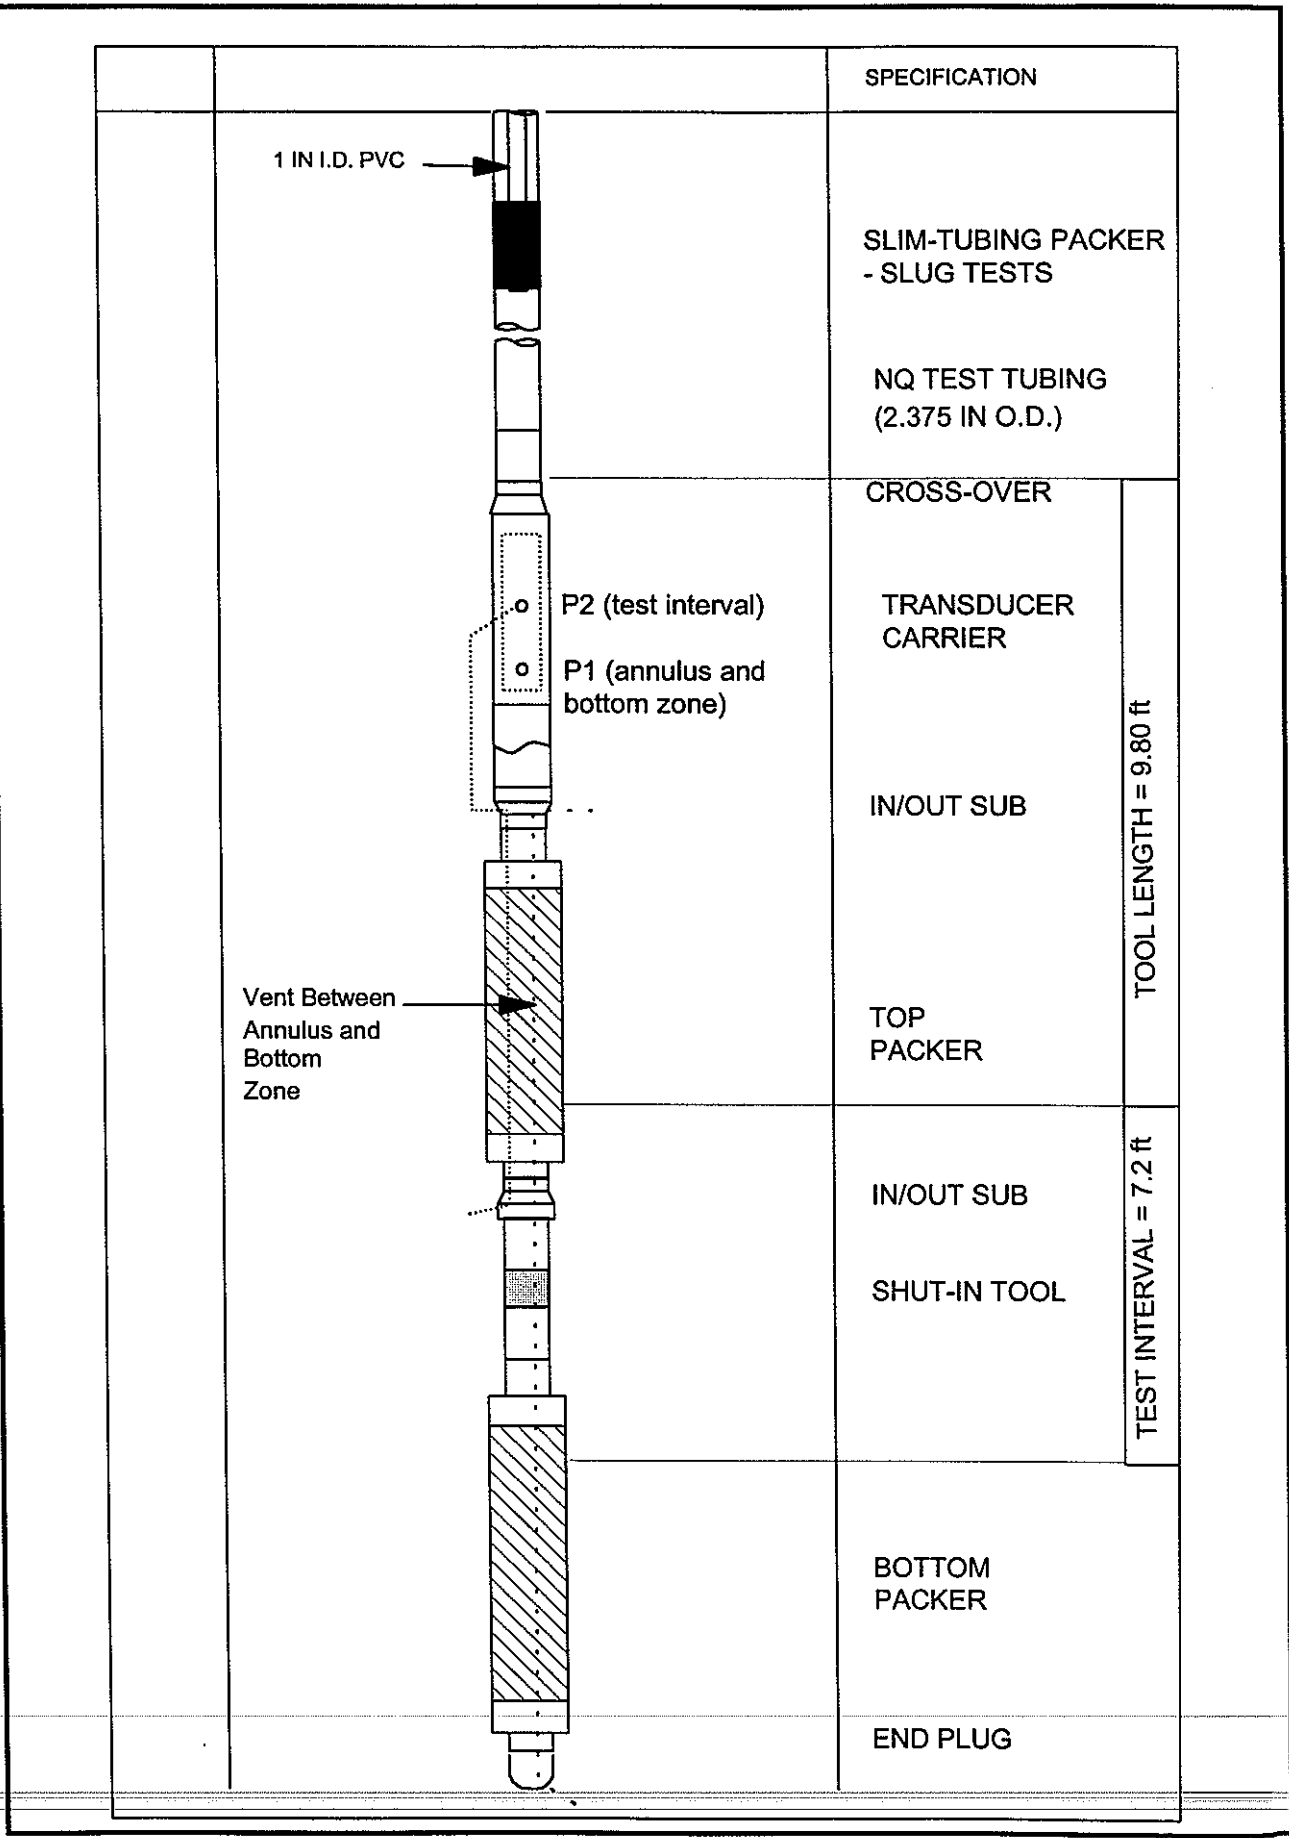 SPECIFICATION
1 IN I.D. PVC
SLIM-TUBING PACKER
- SLUG TESTS
NQ TEST TUBING
(2.375 IN O.D.)
CROSS-OVER
P2 (test interval)
TRANSDUCER
CARRIER
P1 (annulus and
bottom zone)
IN/OUT SUB
TOOL LENGTH = 9.80 ft
Vent Between
Annulus and
Bottom
Zone
TOP
PACKER
IN/OUT SUB
SHUT-IN TOOL
TEST INTERVAL = 7.2 ft
BOTTOM
PACKER
END PLUG